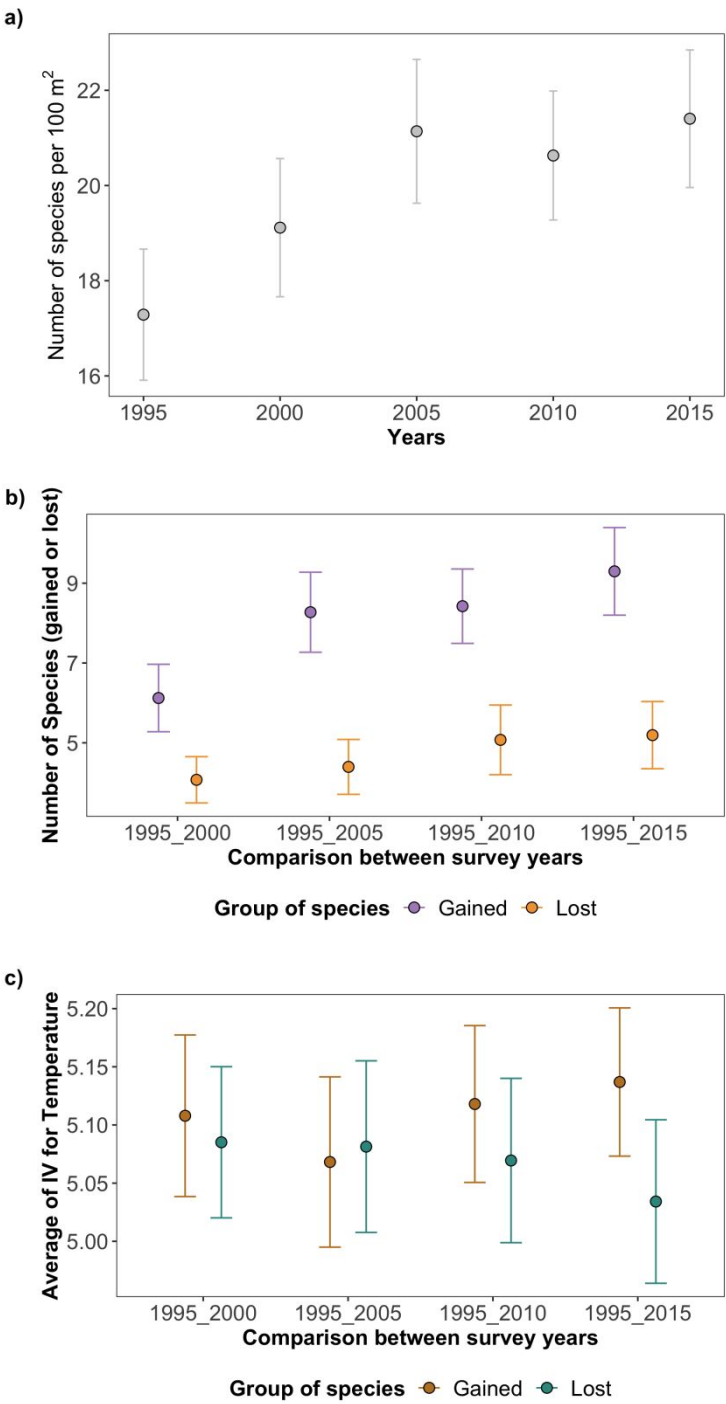 a)
Number of species per 100 m²
22
20
18
16
1995 2000 2005 2010 2015
Years
b)
Number of Species (gained or lost)
9
7
5
1995_2000 1995_2005 1995_2010 1995_2015
Comparison between survey years
Group of species Gained Lost
c)
Average of IV for Temperature
5.20
5.15
5.10
5.05
5.00
1995_2000 1995_2005 1995_2010 1995_2015
Comparison between survey years
Group of species Gained Lost